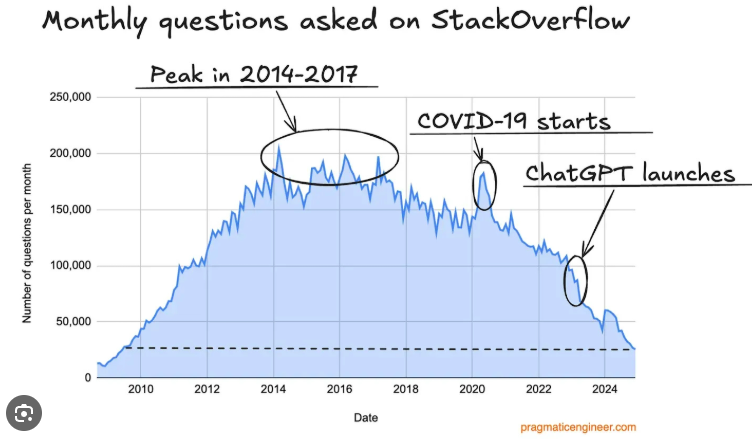 Monthly questions asked on StackOverflow
Peak in 2014-2017
COVID-19 starts
ChatGPT launches
250,000
200,000
150,000
100,000
50,000
0
Number of questions per month
2010 2012 2014 2016 2018 2020 2022 2024
Date
pragmaticengineer.com